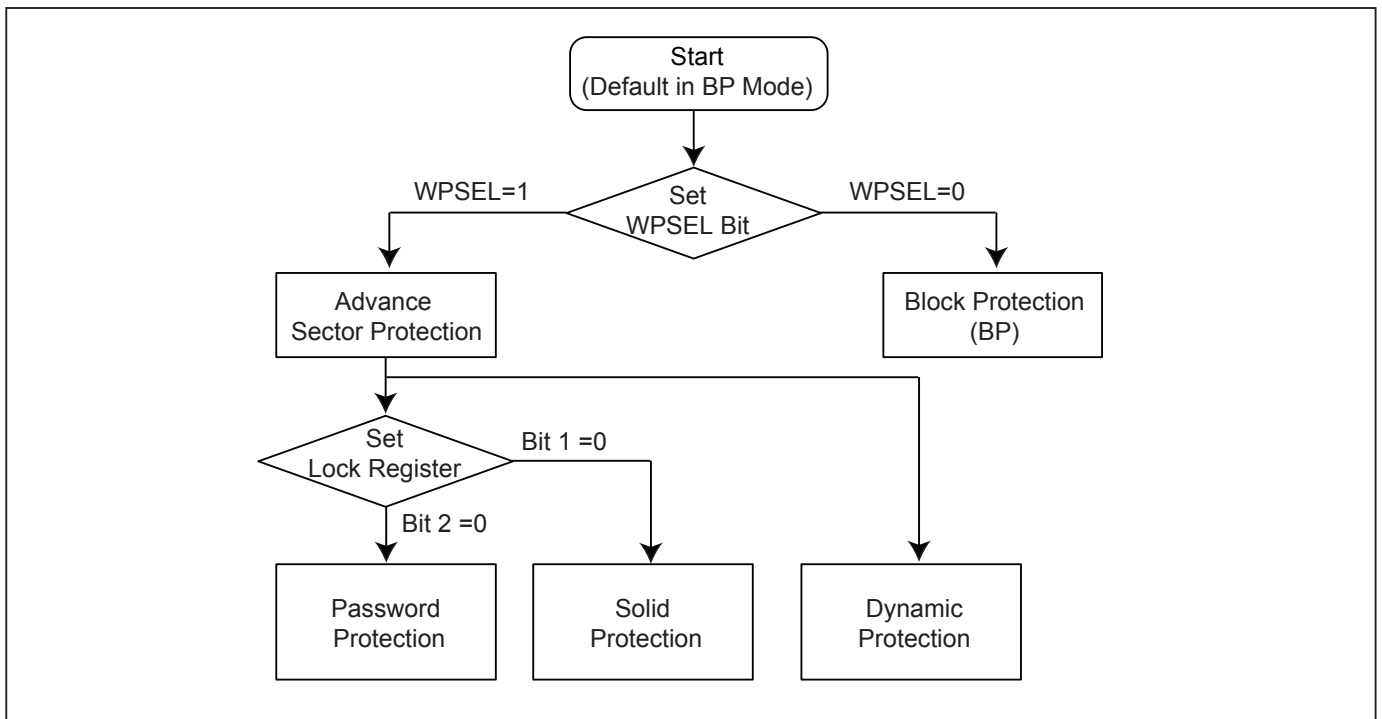 Start
(Default in BP Mode)
WPSEL=1
Set
WPSEL Bit
WPSEL=0
Advance
Sector Protection
Block Protection
(BP)
Set
Lock Register
Bit 1 =0
Bit 2 =0
Password
Protection
Solid
Protection
Dynamic
Protection